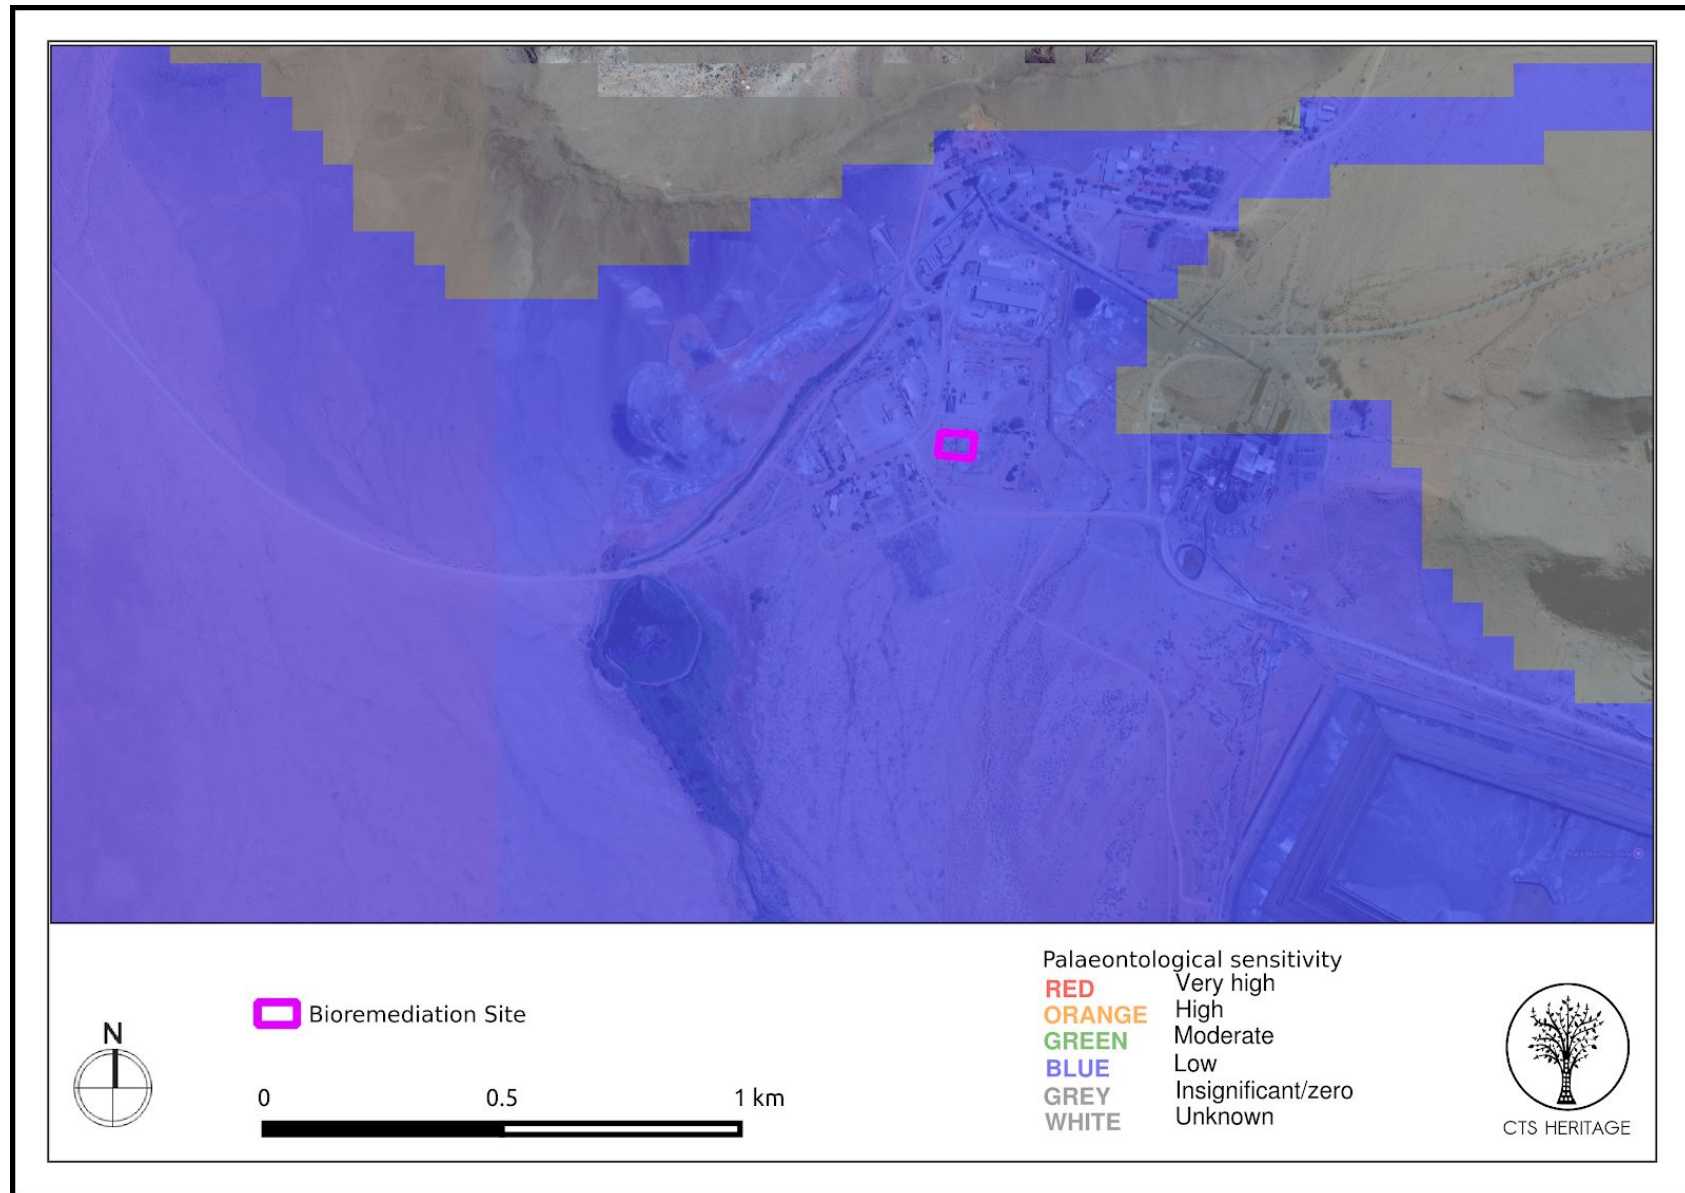 Palaeontological sensitivity
RED Very high
ORANGE High
GREEN Moderate
BLUE Low
GREY Insignificant/zero
WHITE Unknown
Bioremediation Site
N
0 0.5 1 km
CTS HERITAGE